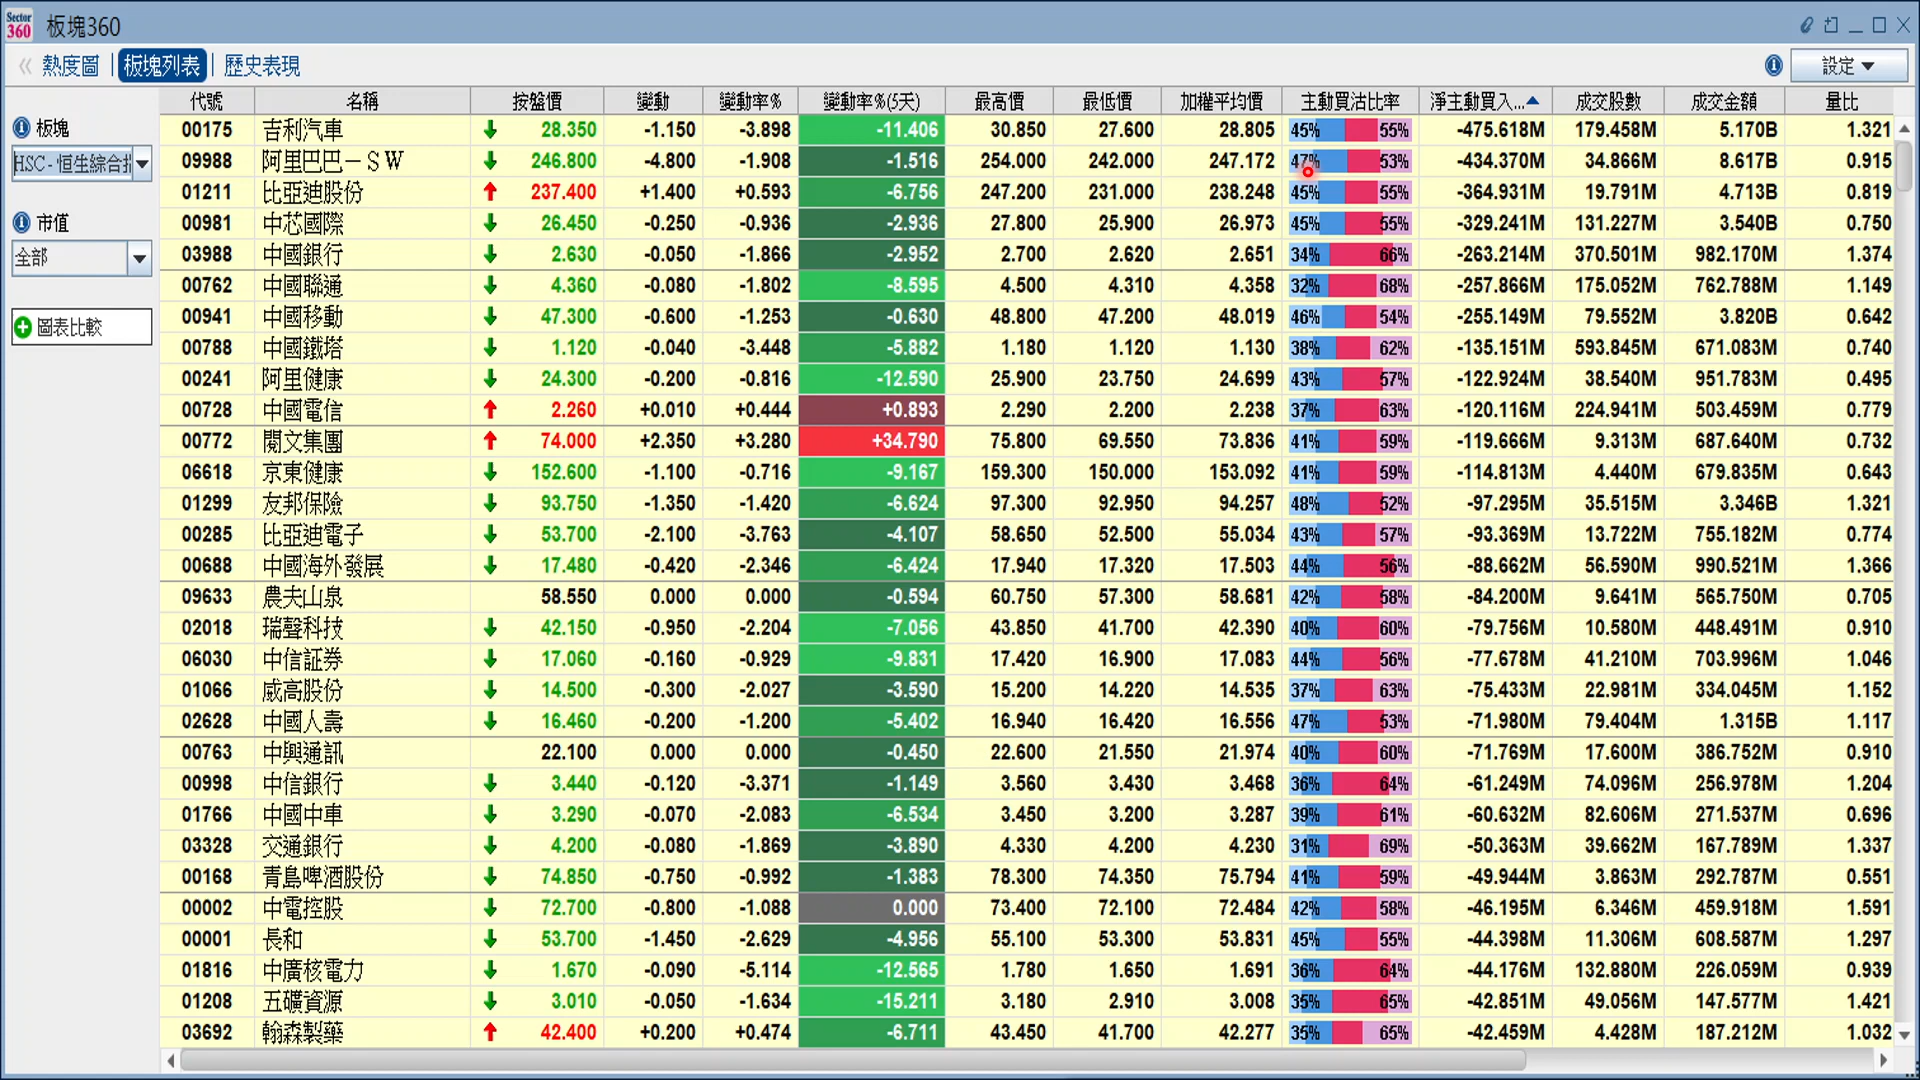 Sector 360 板塊360
熱度圖 板塊列表 歷史表現 設定
代號 名稱 按盤價 變動 變動率% 變動率%(5天) 最高價 最低價 加權平均價 主動買沽比率 淨主動買入... 成交股數 成交金額 量比
板塊
HSC - 恒生綜合指
市值
全部
圖表比較
00175 吉利汽車 28.350 -1.150 -3.898 -11.406 30.850 27.600 28.805 45% 55% -475.618M 179.458M 5.170B 1.321
09988 阿里巴巴－ＳＷ 246.800 -4.800 -1.908 -1.516 254.000 242.000 247.172 47% 53% -434.370M 34.866M 8.617B 0.915
01211 比亞迪股份 237.400 +1.400 +0.593 -6.756 247.200 231.000 238.248 45% 55% -364.931M 19.791M 4.713B 0.819
00981 中芯國際 26.450 -0.250 -0.936 -2.936 27.800 25.900 26.973 45% 55% -329.241M 131.227M 3.540B 0.750
03988 中國銀行 2.630 -0.050 -1.866 -2.952 2.700 2.620 2.651 34% 66% -263.214M 370.501M 982.170M 1.374
00762 中國聯通 4.360 -0.080 -1.802 -8.595 4.500 4.310 4.358 32% 68% -257.866M 175.052M 762.788M 1.149
00941 中國移動 47.300 -0.600 -1.253 -0.630 48.800 47.200 48.019 46% 54% -255.149M 79.552M 3.820B 0.642
00788 中國鐵塔 1.120 -0.040 -3.448 -5.882 1.180 1.120 1.130 38% 62% -135.151M 593.845M 671.083M 0.740
00241 阿里健康 24.300 -0.200 -0.816 -12.590 25.900 23.750 24.699 43% 57% -122.924M 38.540M 951.783M 0.495
00728 中國電信 2.260 +0.010 +0.444 +0.893 2.290 2.200 2.238 37% 63% -120.116M 224.941M 503.459M 0.779
00772 閱文集團 74.000 +2.350 +3.280 +34.790 75.800 69.550 73.836 41% 59% -119.666M 9.313M 687.640M 0.732
06618 京東健康 152.600 -1.100 -0.716 -9.167 159.300 150.000 153.092 41% 59% -114.813M 4.440M 679.835M 0.643
01299 友邦保險 93.750 -1.350 -1.420 -6.624 97.300 92.950 94.257 48% 52% -97.295M 35.515M 3.346B 1.321
00285 比亞迪電子 53.700 -2.100 -3.763 -4.107 58.650 52.500 55.034 43% 57% -93.369M 13.722M 755.182M 0.774
00688 中國海外發展 17.480 -0.420 -2.346 -6.424 17.940 17.320 17.503 44% 56% -88.662M 56.590M 990.521M 1.366
09633 農夫山泉 58.550 0.000 0.000 -0.594 60.750 57.300 58.681 42% 58% -84.200M 9.641M 565.750M 0.705
02018 瑞聲科技 42.150 -0.950 -2.204 -7.056 43.850 41.700 42.390 40% 60% -79.756M 10.580M 448.491M 0.910
06030 中信証券 17.060 -0.160 -0.929 -9.831 17.420 16.900 17.083 44% 56% -77.678M 41.210M 703.996M 1.046
01066 威高股份 14.500 -0.300 -2.027 -3.590 15.200 14.220 14.535 37% 63% -75.433M 22.981M 334.045M 1.152
02628 中國人壽 16.460 -0.200 -1.200 -5.402 16.940 16.420 16.556 47% 53% -71.980M 79.404M 1.315B 1.117
00763 中興通訊 22.100 0.000 0.000 -0.450 22.600 21.550 21.974 40% 60% -71.769M 17.600M 386.752M 0.910
00998 中信銀行 3.440 -0.120 -3.371 -1.149 3.560 3.430 3.468 36% 64% -61.249M 74.096M 256.978M 1.204
01766 中國中車 3.290 -0.070 -2.083 -6.534 3.450 3.200 3.287 39% 61% -60.632M 82.606M 271.537M 0.696
03328 交通銀行 4.200 -0.080 -1.869 -3.890 4.330 4.200 4.230 31% 69% -50.363M 39.662M 167.789M 1.337
00168 青島啤酒股份 74.850 -0.750 -0.992 -1.383 78.300 74.350 75.794 41% 59% -49.944M 3.863M 292.787M 0.551
00002 中電控股 72.700 -0.800 -1.088 0.000 73.400 72.100 72.484 42% 58% -46.195M 6.346M 459.918M 1.591
00001 長和 53.700 -1.450 -2.629 -4.956 55.100 53.300 53.831 45% 55% -44.398M 11.306M 608.587M 1.297
01816 中廣核電力 1.670 -0.090 -5.114 -12.565 1.780 1.650 1.691 36% 64% -44.176M 132.880M 226.059M 0.939
01208 五礦資源 3.010 -0.050 -1.634 -15.211 3.180 2.910 3.008 35% 65% -42.851M 49.056M 147.577M 1.421
03692 翰森製藥 42.400 +0.200 +0.474 -6.711 43.450 41.700 42.277 35% 65% -42.459M 4.428M 187.212M 1.032